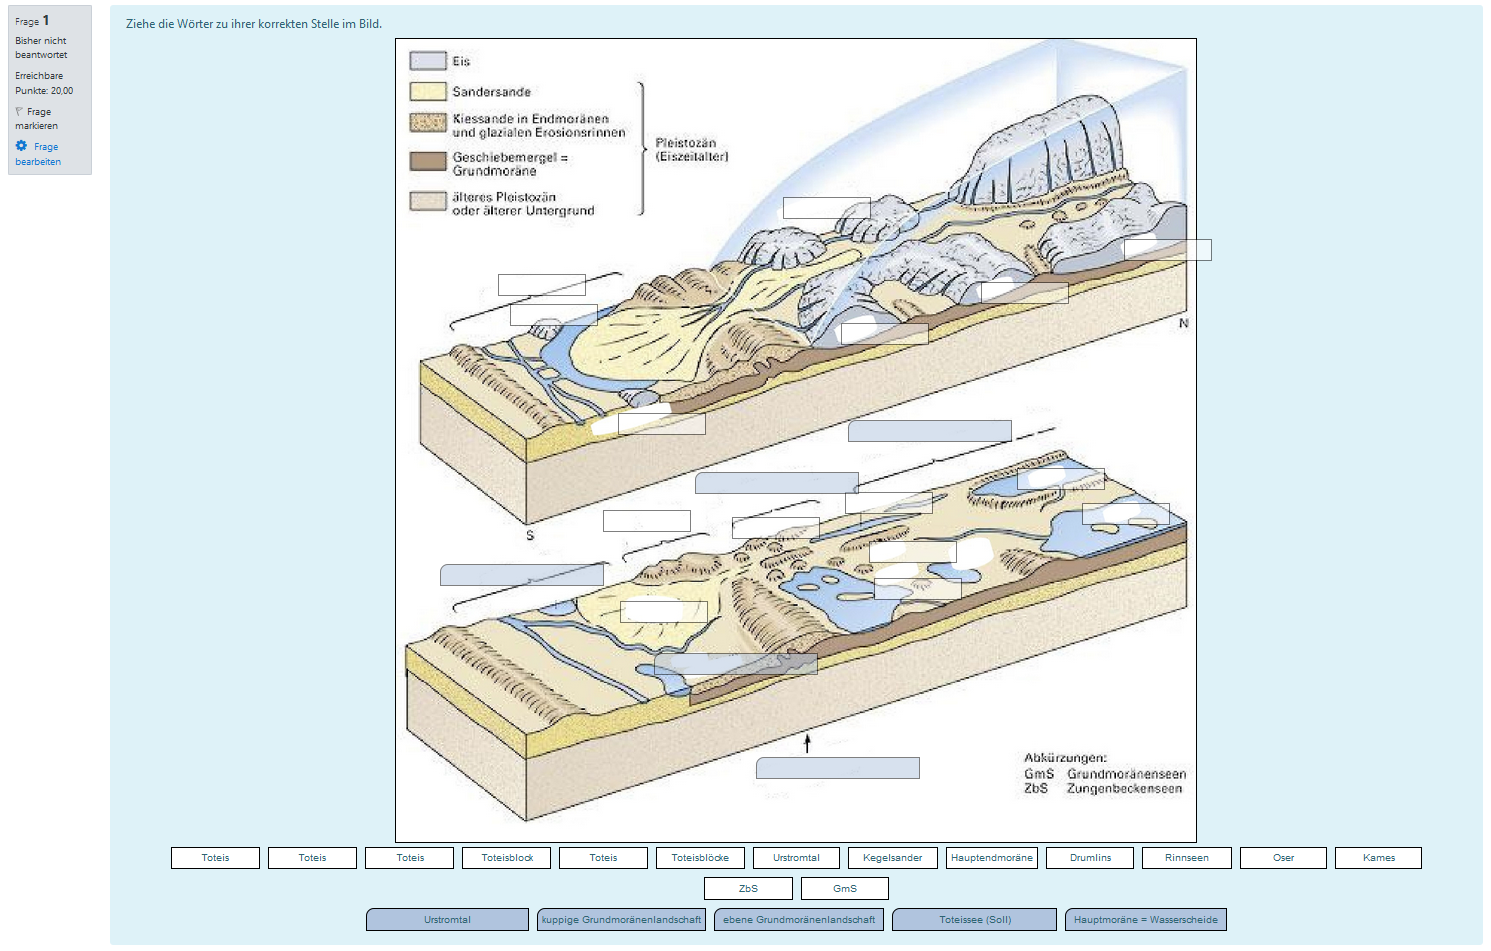 Frage 1
Bisher nicht
beantwortet
Erreichbare
Punkte: 20,00
Frage
markieren
Frage
bearbeiten
Ziehe die Wörter zu ihrer korrekten Stelle im Bild.
Eis
Sandersande
Kiessande in Endmoränen
und glazialen Erosionsrinnen
Geschiebemergel =
Grundmoräne
älteres Pleistozän
oder älterer Untergrund
Pleistozän
(Eiszeitalter)
N
S
Abkürzungen:
GmS Grundmoränenseen
ZbS Zungenbeckenseen
Toteis Toteis Toteis Toteisblock Toteis Toteisblöcke Urstromtal Kegelsander Hauptendmoräne Drumlins Rinnseen Oser Kames
ZbS GmS
Urstromtal kuppige Grundmoränenlandschaft ebene Grundmoränenlandschaft Toteissee (Soll) Hauptmoräne = Wasserscheide